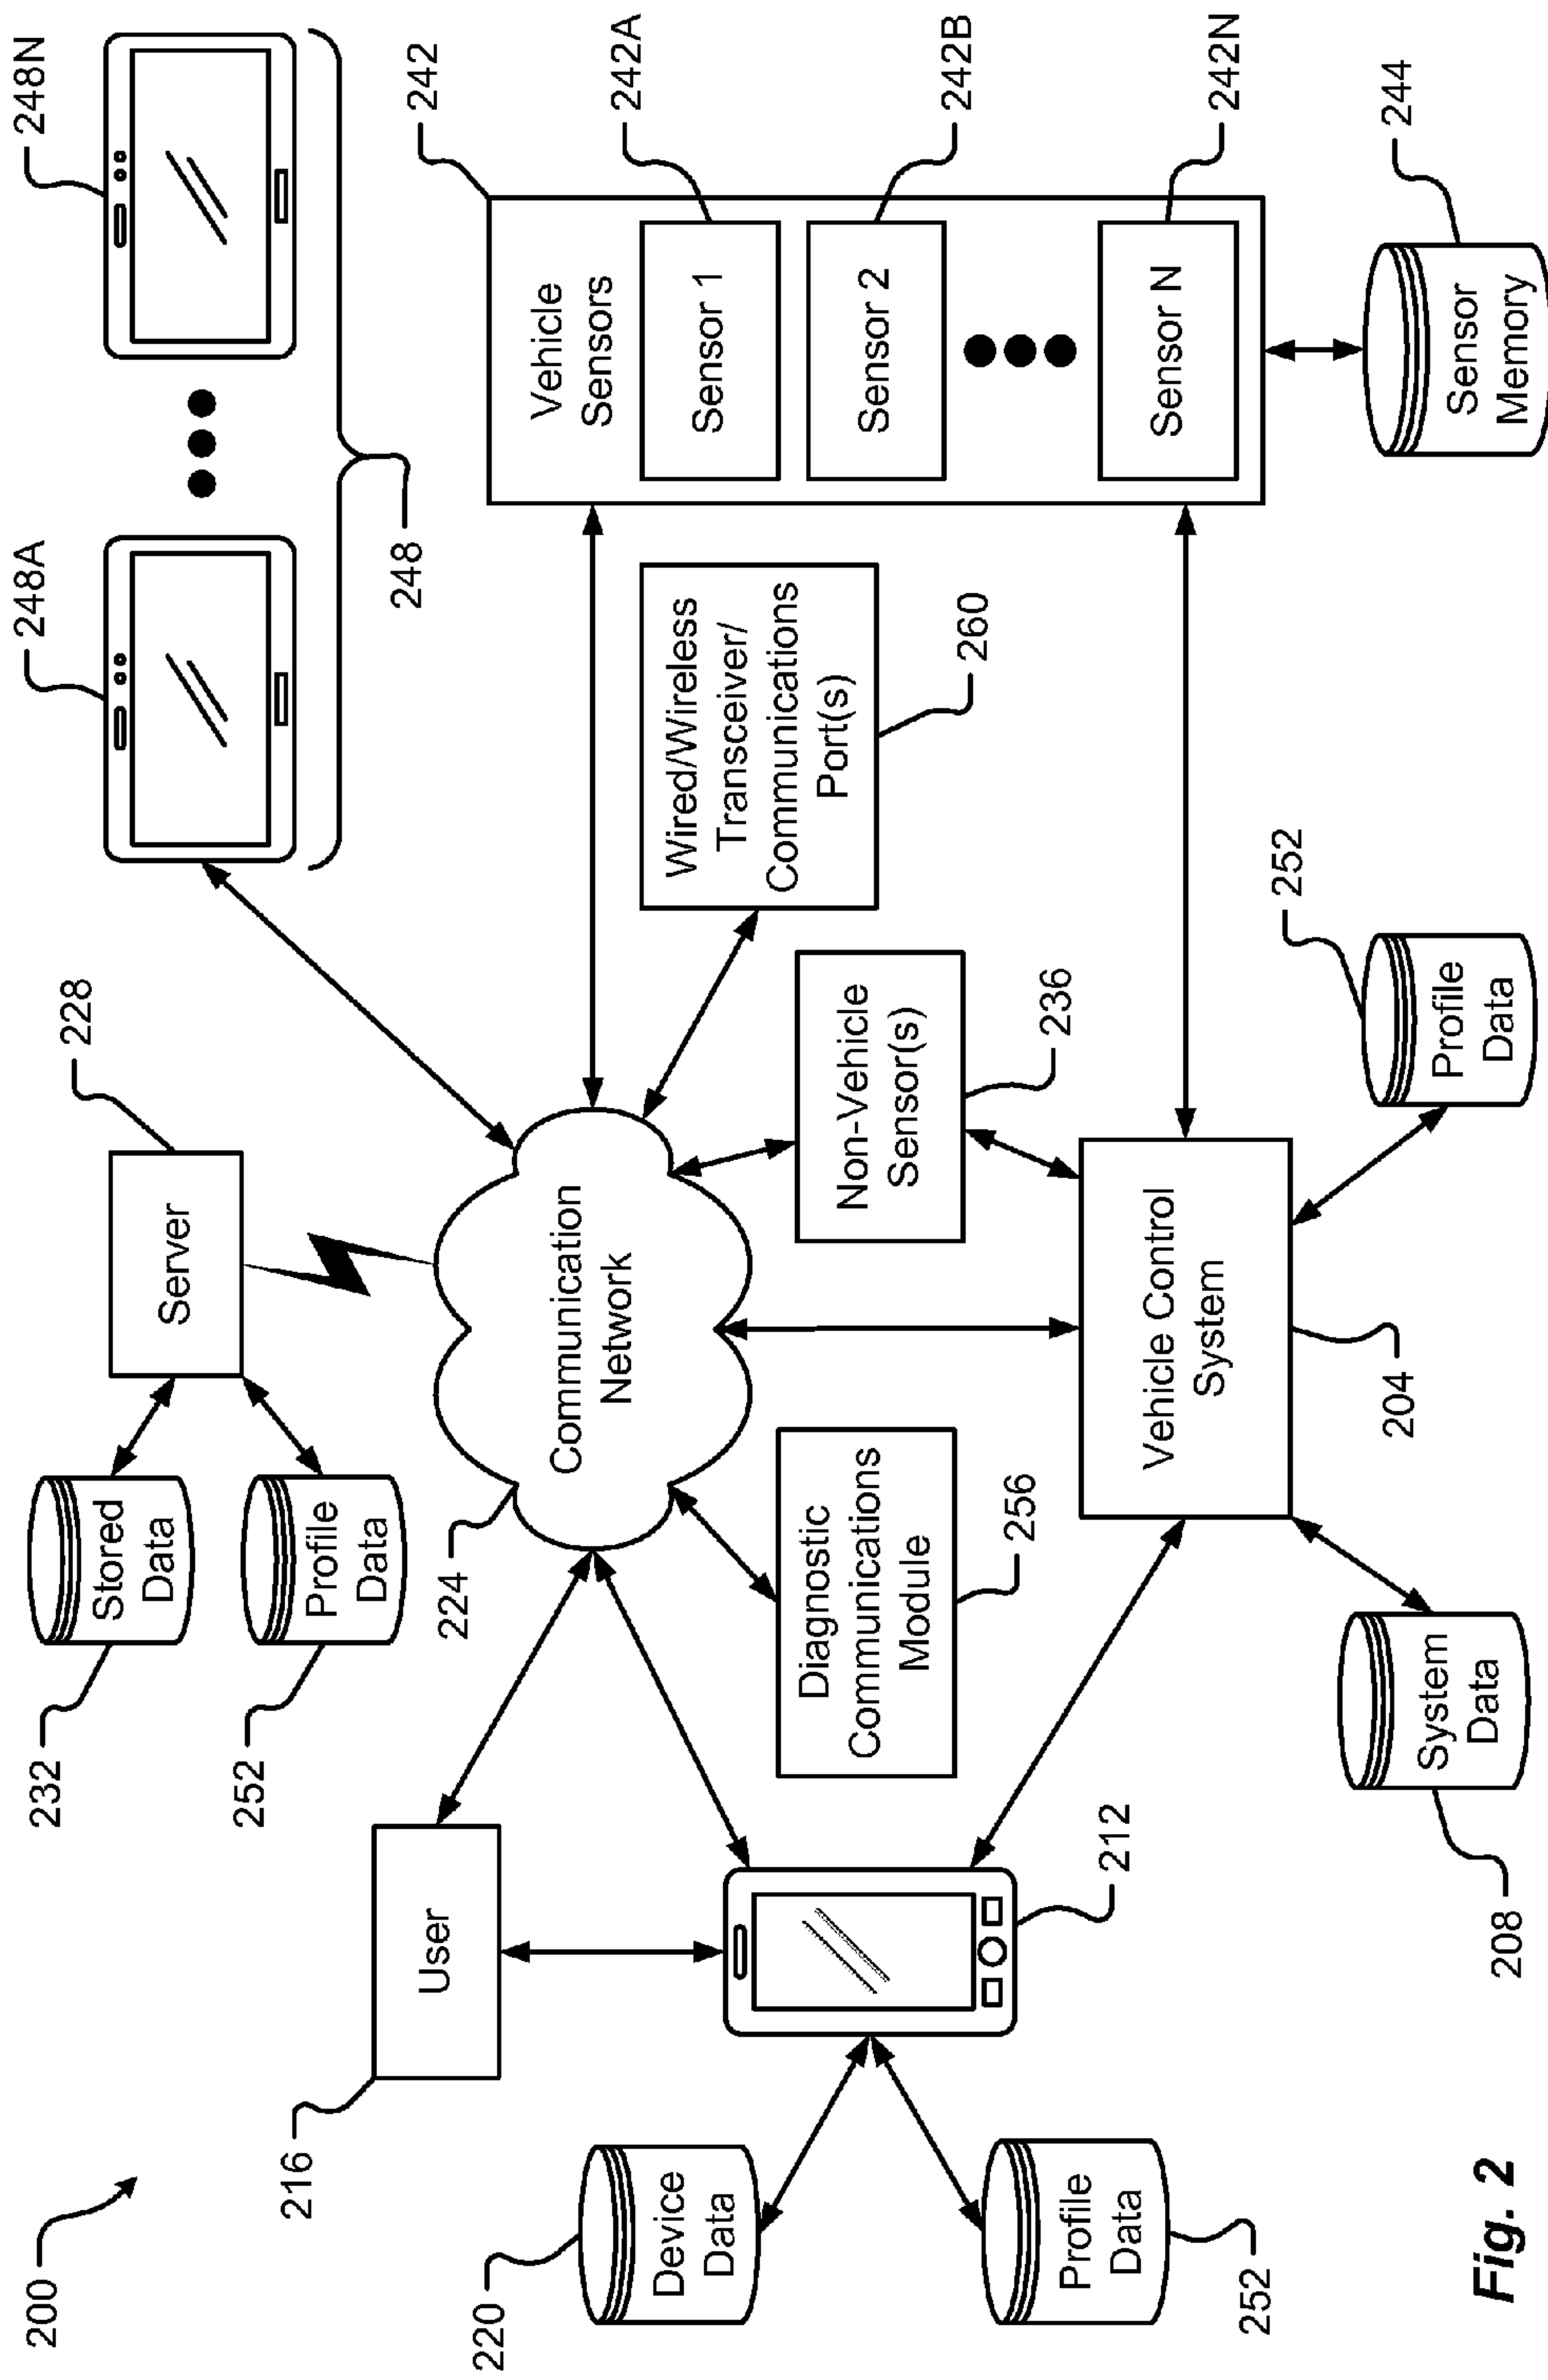 200
216
User
220
Device
Data
Profile
Data
252
212
232
Stored
Data
252
Profile
Data
Server
228
224
Communication
Network
Diagnostic
Communications
Module
256
Non-Vehicle
Sensor(s)
236
Wired/Wireless
Transceiver/
Communications
Port(s)
260
248A
248N
248
Vehicle
Sensors
242
Sensor 1
242A
Sensor 2
242B
Sensor N
242N
Sensor
Memory
244
Vehicle Control
System
204
System
Data
208
Profile
Data
252
Fig. 2